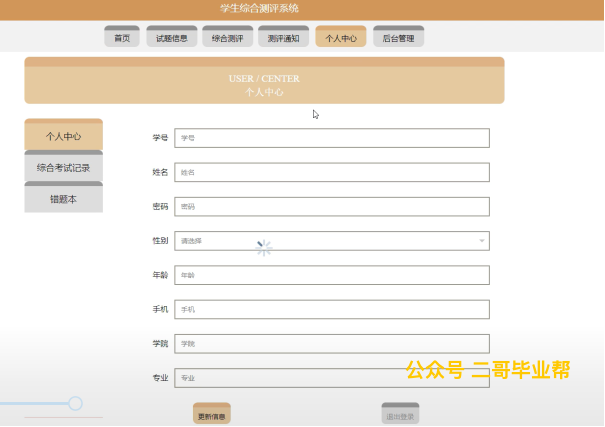 学生综合测评系统
首页 试题信息 综合测评 测评通知 个人中心 后台管理
USER / CENTER
个人中心
个人中心
综合考试记录
错题本
学号 学号
姓名 姓名
密码 密码
性别 请选择
年龄 年龄
手机 手机
学院 学院
专业 专业
公众号 二哥毕业帮
更新信息 退出登录